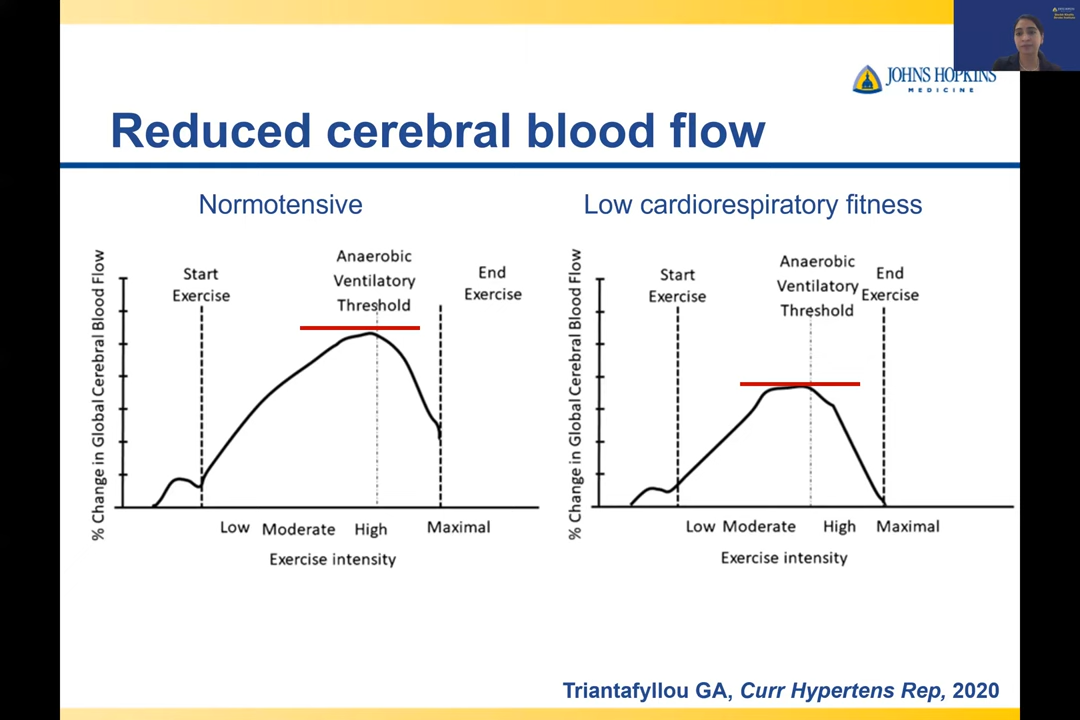 JOHNS HOPKINS
MEDICINE
Reduced cerebral blood flow
Normotensive
% Change in Global Cerebral Blood Flow
Start
Exercise
Anaerobic
Ventilatory
Threshold
End
Exercise
Low Moderate High Maximal
Exercise intensity
Low cardiorespiratory fitness
% Change in Global Cerebral Blood Flow
Start
Exercise
Anaerobic
Ventilatory
Threshold
End
Exercise
Low Moderate High Maximal
Exercise intensity
Triantafyllou GA, Curr Hypertens Rep, 2020